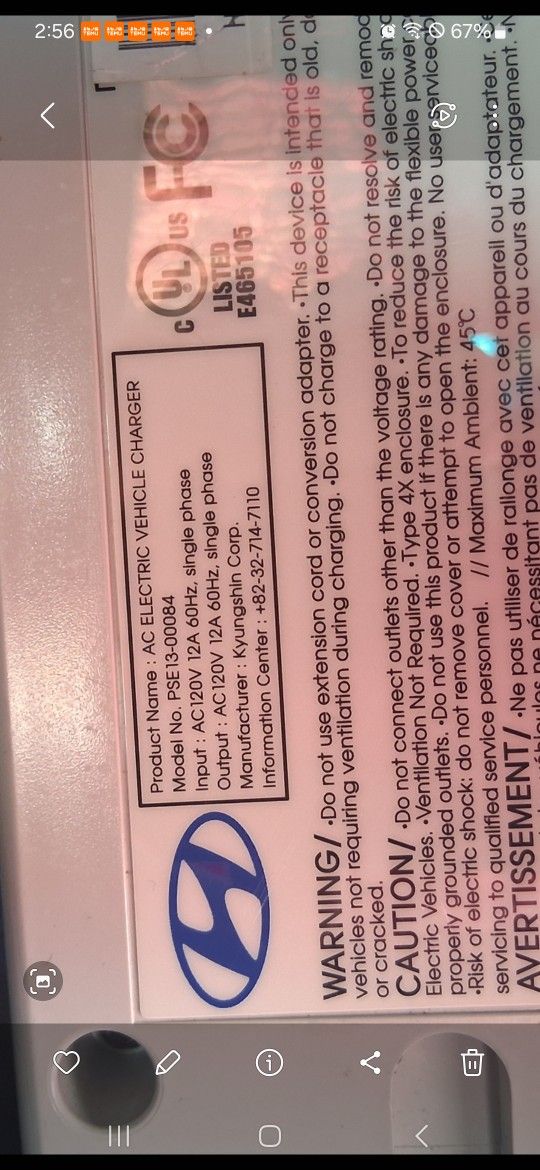 2:56
67%
C UL US FC
LISTED
E465105
Product Name : AC ELECTRIC VEHICLE CHARGER
Model No. PSE13-00084
Input : AC120V 12A 60Hz, single phase
Output : AC120V 12A 60Hz, single phase
Manufacturer : Kyungshin Corp.
Information Center : +82-32-714-7110
WARNING/ •Do not use extension cord or conversion adapter. •This device is intended only
vehicles not requiring ventilation during charging. •Do not charge to a receptacle that is old,
or cracked.
CAUTION/ •Do not connect outlets other than the voltage rating. •Do not resolve and
Electric Vehicles. •Ventilation Not Required. •Type 4X enclosure. •To reduce the risk of electric
properly grounded outlets. •Do not use this product if there is any damage to the flexible power
•Risk of electric shock: do not remove cover or attempt to open the enclosure. No user
servicing to qualified service personnel. // Maximum Ambient: 45℃
AVERTISSEMENT/ •Ne pas utiliser de rallonge avec cet appareil ou d'adaptateur.
nécessitant pas de ventilation au cours du chargement.